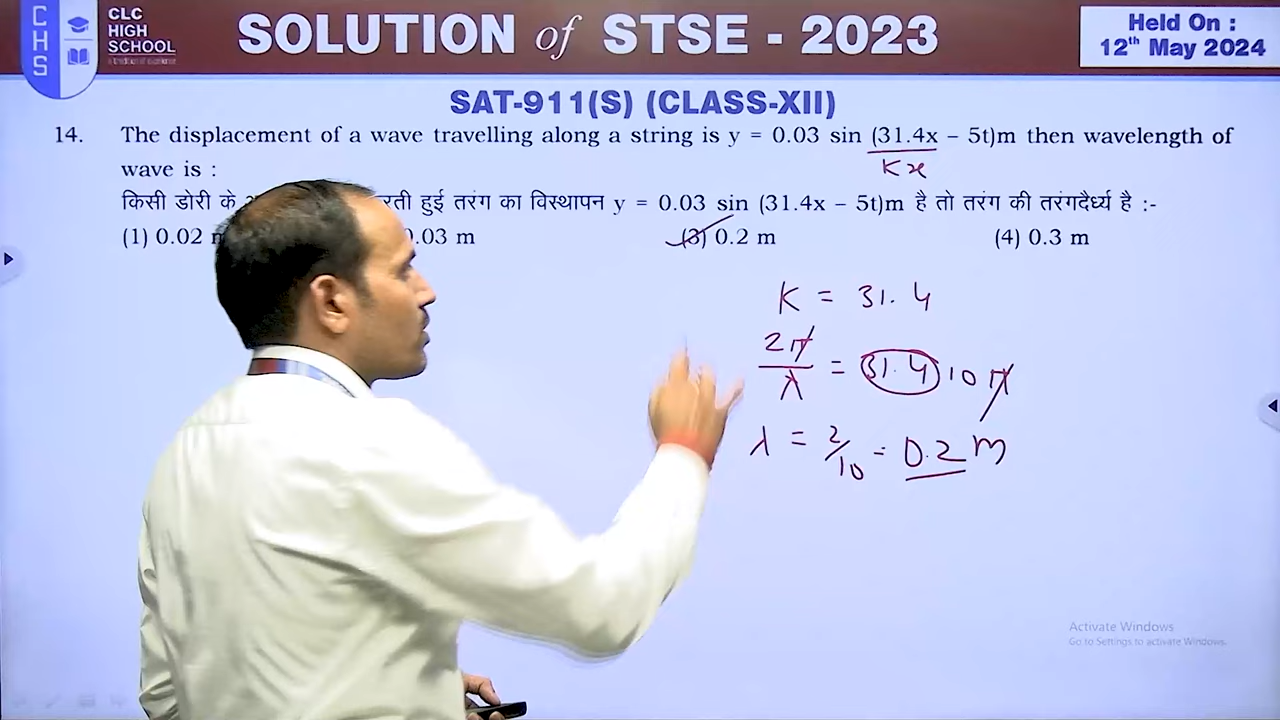 CHS
CLC
HIGH
SCHOOL
SOLUTION of STSE - 2023
Held On :
12th May 2024
SAT-911(S) (CLASS-XII)
14. The displacement of a wave travelling along a string is y = 0.03 sin (31.4x – 5t)m then wavelength of
Kx
wave is :
किसी डोरी के हुई तरंग का विस्थापन y = 0.03 sin (31.4x – 5t)m है तो तरंग की तरंगदैर्ध्य है :-
(1) 0.02 0.03 m (3) 0.2 m (4) 0.3 m
K = 31.4
2π/λ = 31.4 10 π
λ = 2/10 = 0.2 m
Activate Windows
Go to Settings to activate Windows.